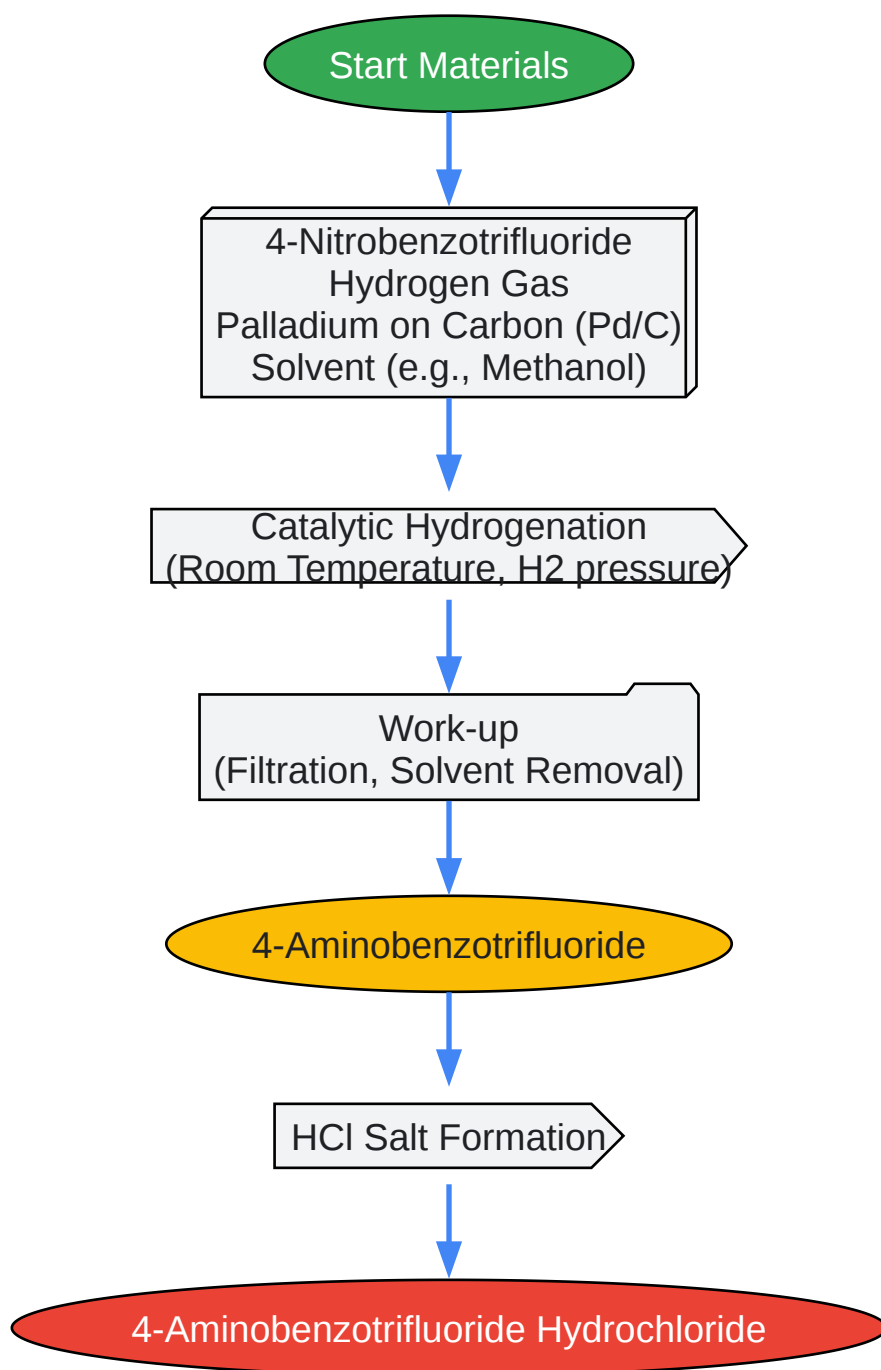 Start Materials
4-Nitrobenzotrifluoride
Hydrogen Gas
Palladium on Carbon (Pd/C)
Solvent (e.g., Methanol)
Catalytic Hydrogenation
(Room Temperature, H2 pressure)
Work-up
(Filtration, Solvent Removal)
4-Aminobenzotrifluoride
HCl Salt Formation
4-Aminobenzotrifluoride Hydrochloride